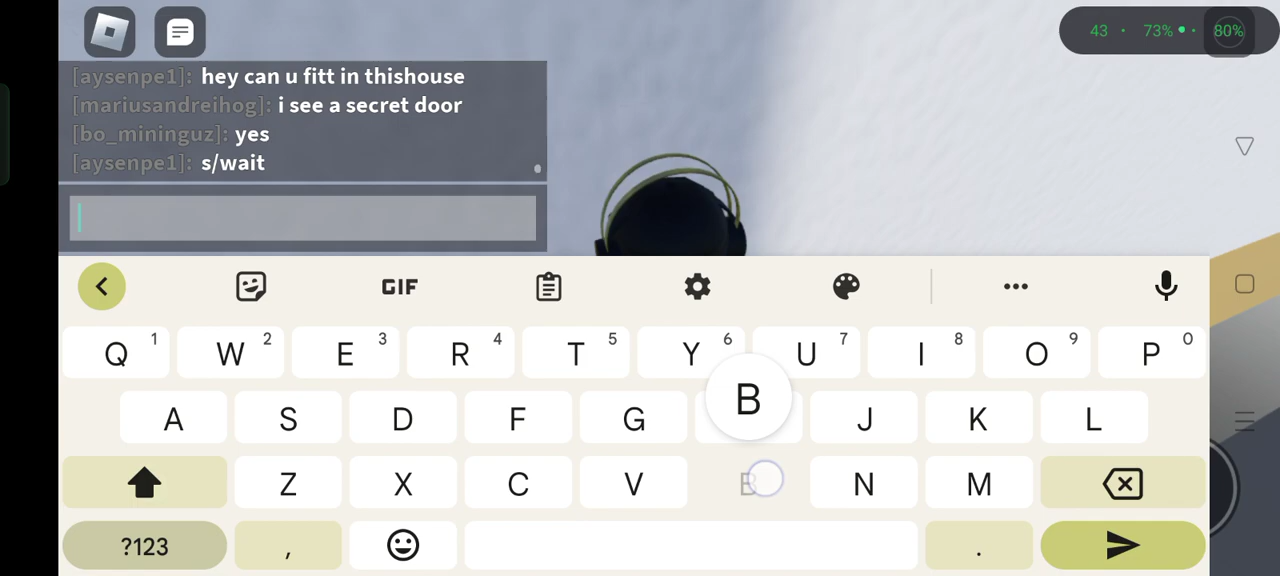 43 · 73% · 80%
[aysenpe1]: hey can u fitt in thishouse
[mariusandreihog]: i see a secret door
[bo_mininguz]: yes
[aysenpe1]: s/wait
GIF
Q 1 W 2 E 3 R 4 T 5 Y 6 U 7 I 8 O 9 P 0
B
A S D F G J K L
Z X C V B N M
?123 , .